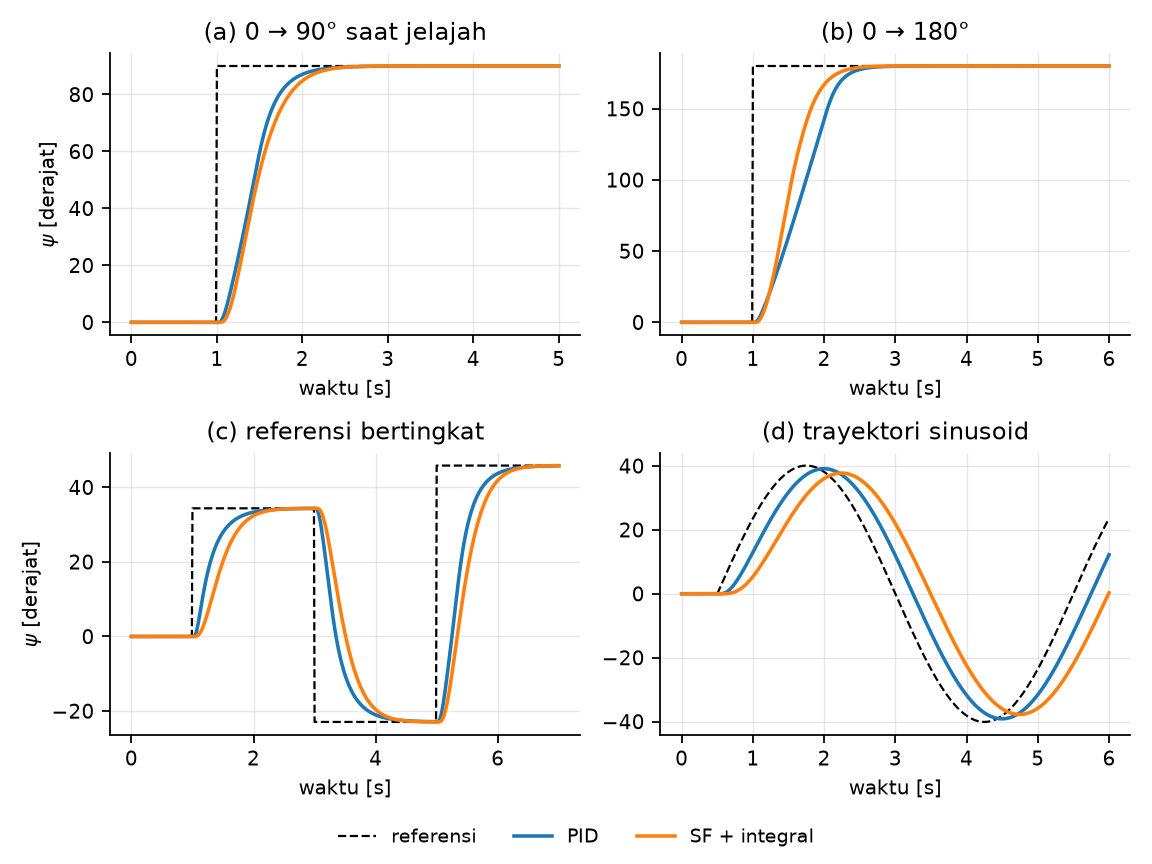 (a) 0 → 90° saat jelajah
(b) 0 → 180°
ψ [derajat]
80
60
40
20
0
0 1 2 3 4 5
waktu [s]
150
100
50
0
0 1 2 3 4 5 6
waktu [s]
(c) referensi bertingkat
(d) trayektori sinusoid
ψ [derajat]
40
20
0
−20
0 2 4 6
waktu [s]
40
20
0
−20
−40
0 1 2 3 4 5 6
waktu [s]
referensi PID SF + integral